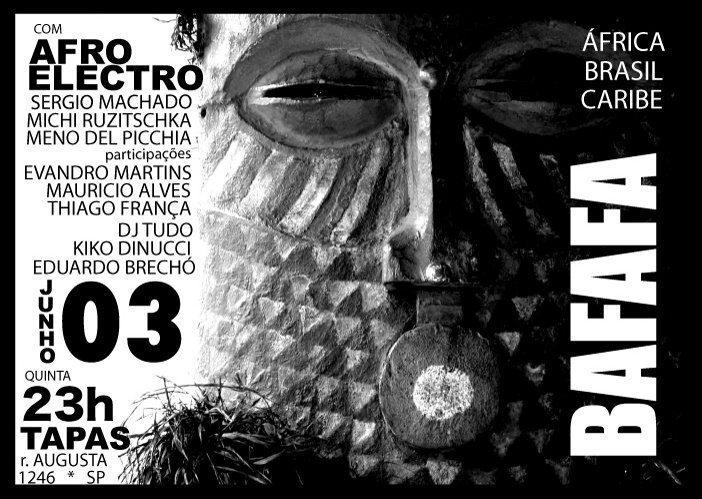 COM
AFRO
ELECTRO
SERGIO MACHADO
MICHI RUZITSCHKA
MENO DEL PICCHIA
participações
EVANDRO MARTINS
MAURICIO ALVES
THIAGO FRANÇA
DJ TUDO
KIKO DINUCCI
EDUARDO BRECHÓ
JUNHO
03
QUINTA
23h
TAPAS
r. AUGUSTA
1246 * SP
ÁFRICA
BRASIL
CARIBE
BAFAFA